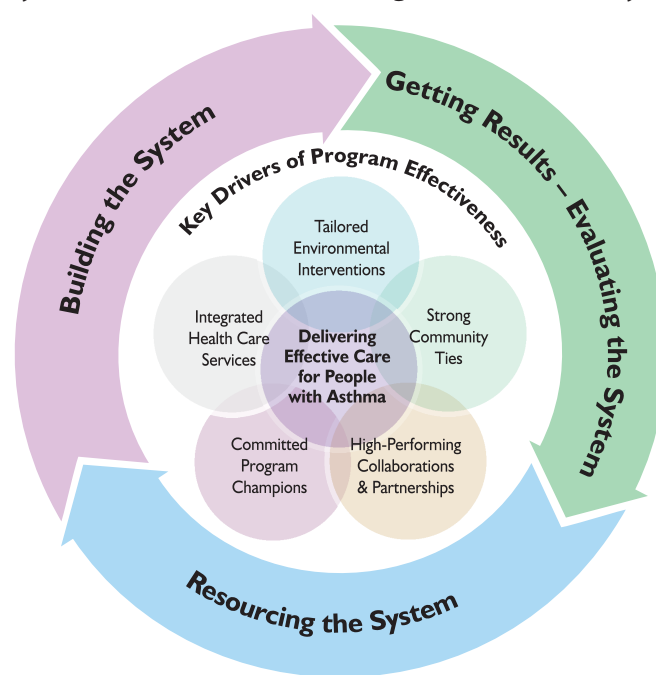 Building the System
Getting Results – Evaluating the System
Key Drivers of Program Effectiveness
Tailored
Environmental
Interventions
Integrated
Health Care
Services
Strong
Community
Ties
Delivering
Effective Care
for People
with Asthma
Committed
Program
Champions
High-Performing
Collaborations
& Partnerships
Resourcing the System